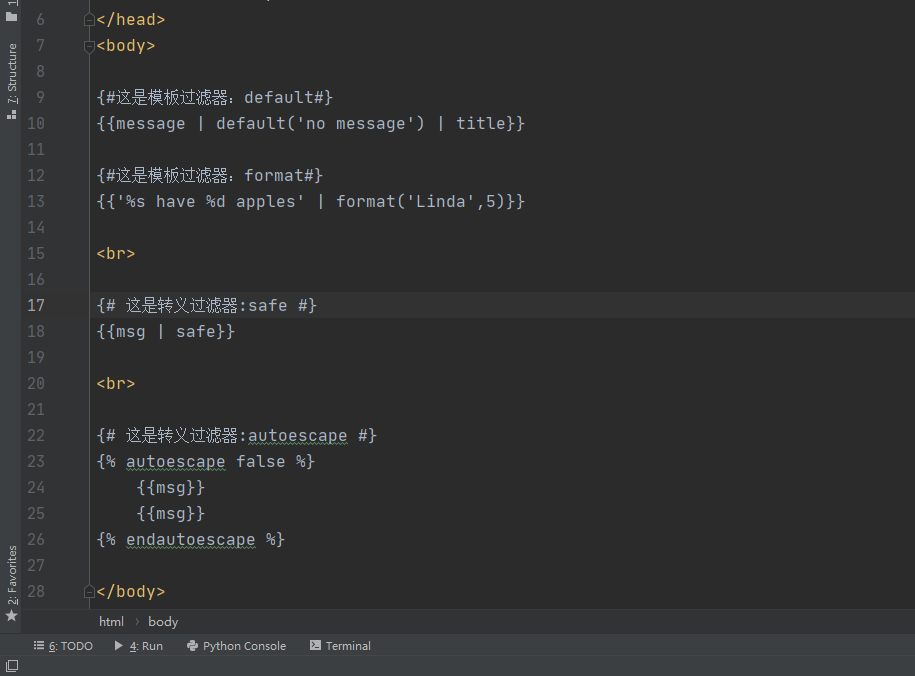 7: Structure
6 </head>
7 <body>
8
9 {#这是模板过滤器：default#}
10 {{message | default('no message') | title}}
11
12 {#这是模板过滤器：format#}
13 {{'%s have %d apples' | format('Linda',5)}}
14
15 <br>
16
17 {# 这是转义过滤器:safe #}
18 {{msg | safe}}
19
20 <br>
21
22 {# 这是转义过滤器:autoescape #}
23 {% autoescape false %}
24 {{msg}}
25 {{msg}}
26 {% endautoescape %}
27
28 </body>
2: Favorites
html › body
6: TODO 4: Run Python Console Terminal